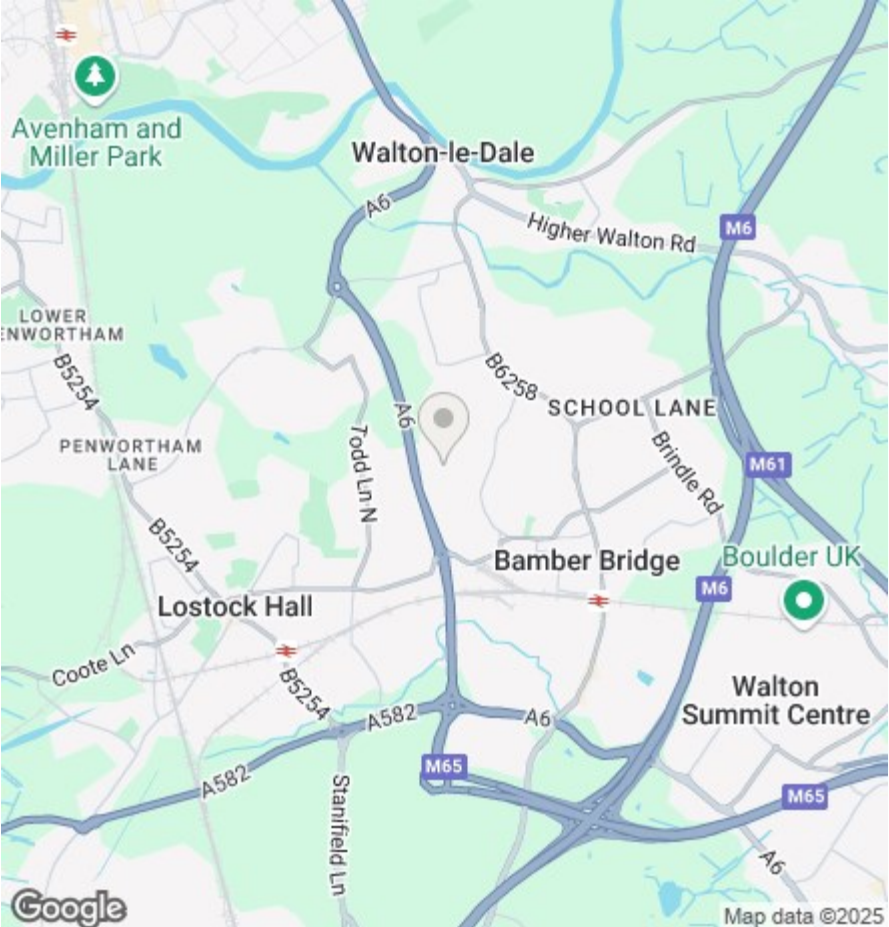 Avenham and
Miller Park
Walton-le-Dale
A6
Higher Walton Rd
M6
LOWER
ENWORTHAM
B5254
B6258
A6
SCHOOL LANE
PENWORTHAM
LANE
Todd Ln N
Brindle Rd
M61
B5254
Bamber Bridge
Boulder UK
M6
Lostock Hall
Coote Ln
B5254
Walton
Summit Centre
A582
A6
M65
A582
Stanifield Ln
M65
A6
Google
Map data ©2025